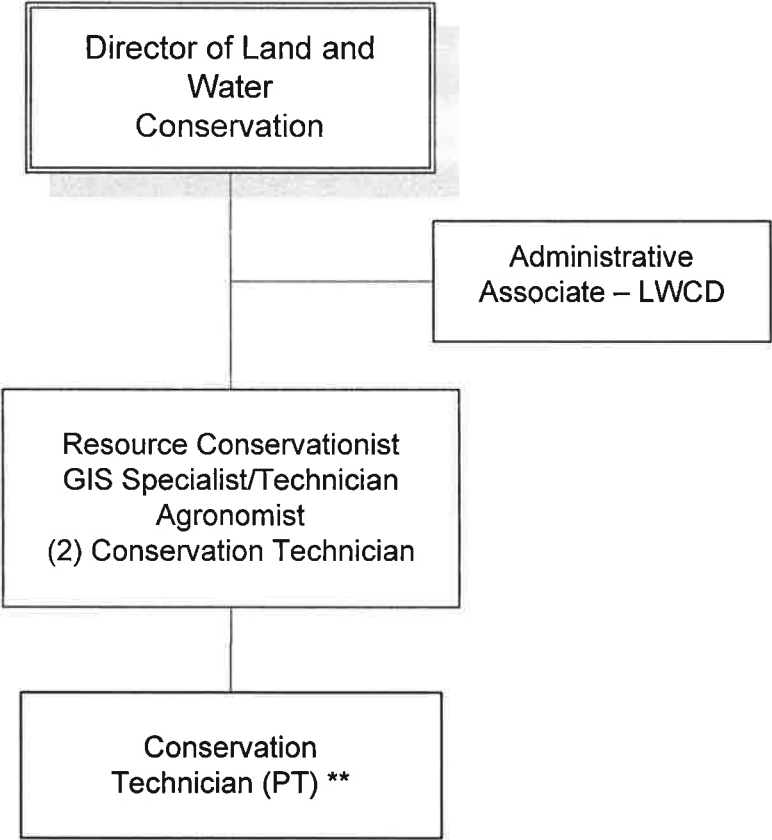 Director of Land and
Water
Conservation
Administrative
Associate – LWCD
Resource Conservationist
GIS Specialist/Technician
Agronomist
(2) Conservation Technician
Conservation
Technician (PT) **